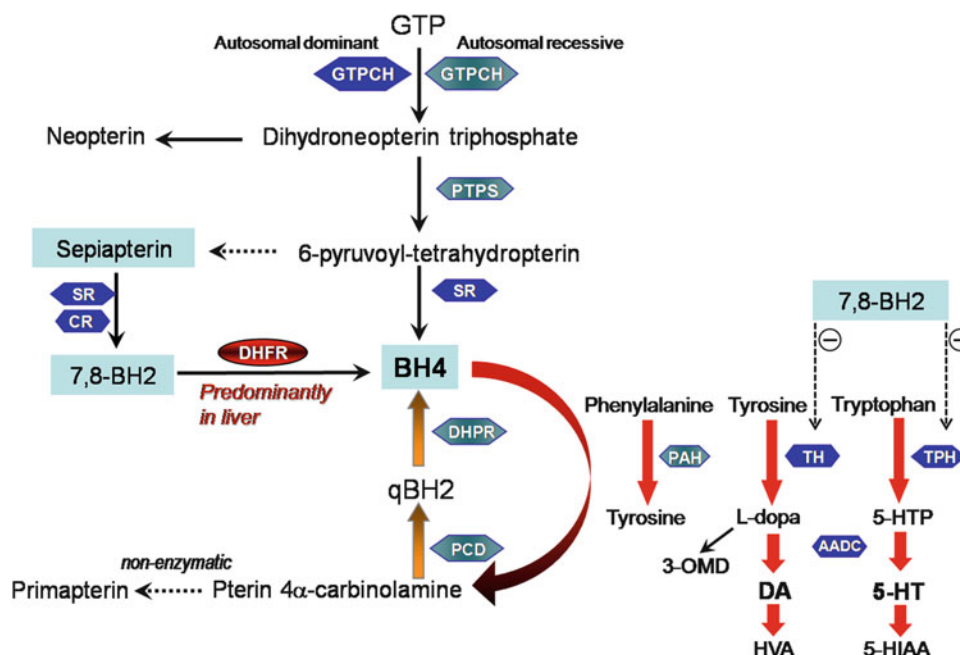 GTP
Autosomal dominant
Autosomal recessive
GTPCH
GTPCH
Neopterin
Dihydroneopterin triphosphate
PTPS
Sepiapterin
6-pyruvoyl-tetrahydropterin
SR
CR
SR
7,8-BH2
DHFR
Predominantly
in liver
BH4
7,8-BH2
Phenylalanine
Tyrosine
Tryptophan
DHPR
PAH
TH
TPH
qBH2
Tyrosine
L-dopa
5-HTP
PCD
AADC
3-OMD
non-enzymatic
Primapterin
Pterin 4α-carbinolamine
DA
5-HT
HVA
5-HIAA